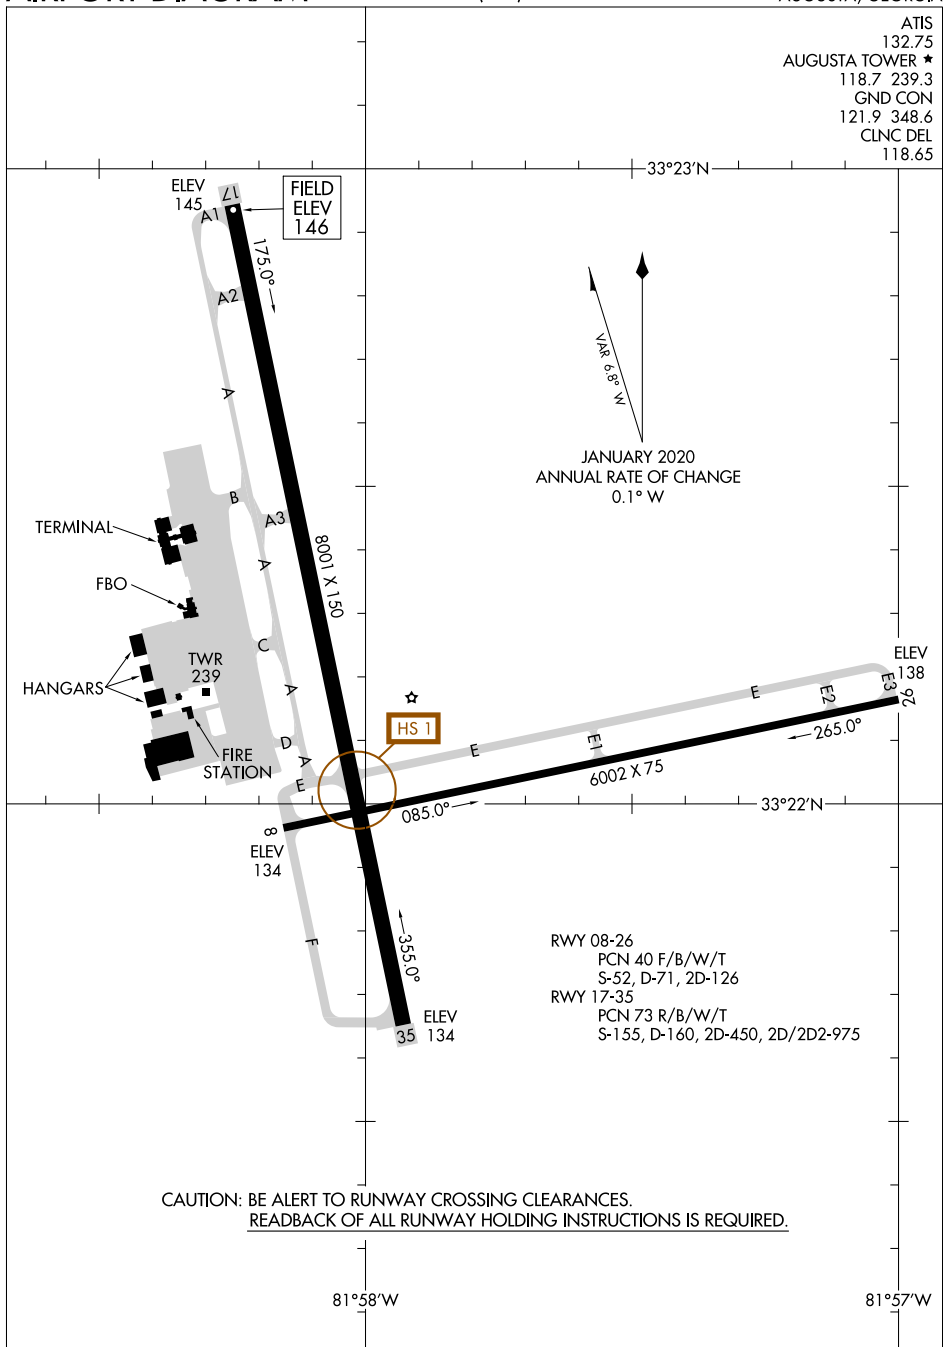 ATIS
132.75
AUGUSTA TOWER ★
118.7 239.3
GND CON
121.9 348.6
CLNC DEL
118.65
33°23'N
ELEV
145
17
FIELD
ELEV
146
A1
175.0°
A2
VAR 6.8° W
A
JANUARY 2020
ANNUAL RATE OF CHANGE
0.1° W
B
A3
TERMINAL
8001 X 150
A
FBO
C
TWR
239
HANGARS
A
ELEV
138
E
E2
E3
26
HS 1
265.0°
D
A
E
E1
FIRE
STATION
6002 X 75
E
085.0°
33°22'N
8
ELEV
134
F
355.0°
RWY 08-26
PCN 40 F/B/W/T
S-52, D-71, 2D-126
RWY 17-35
PCN 73 R/B/W/T
S-155, D-160, 2D-450, 2D/2D2-975
35
ELEV
134
CAUTION: BE ALERT TO RUNWAY CROSSING CLEARANCES.
READBACK OF ALL RUNWAY HOLDING INSTRUCTIONS IS REQUIRED.
81°58'W
81°57'W